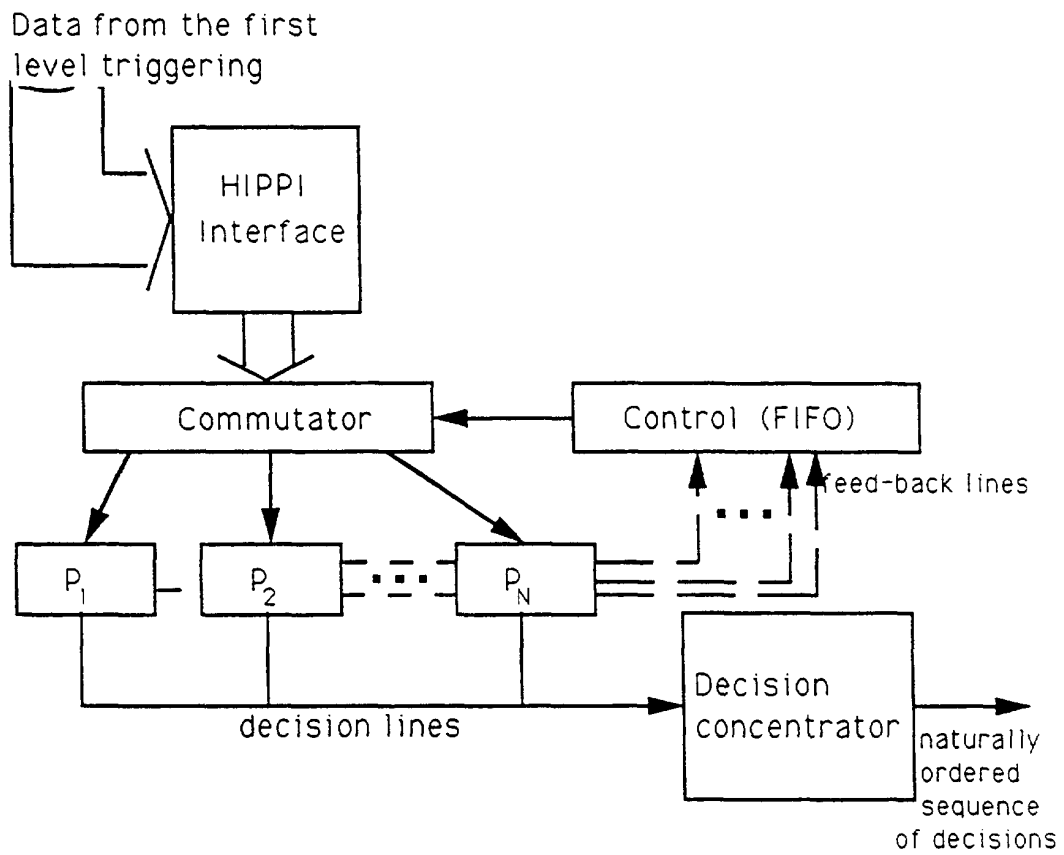 Data from the first
level triggering
HIPPI
Interface
Commutator
Control (FIFO)
feed-back lines
P1
P2
PN
Decision
concentrator
decision lines
naturally
ordered
sequence
of decisions